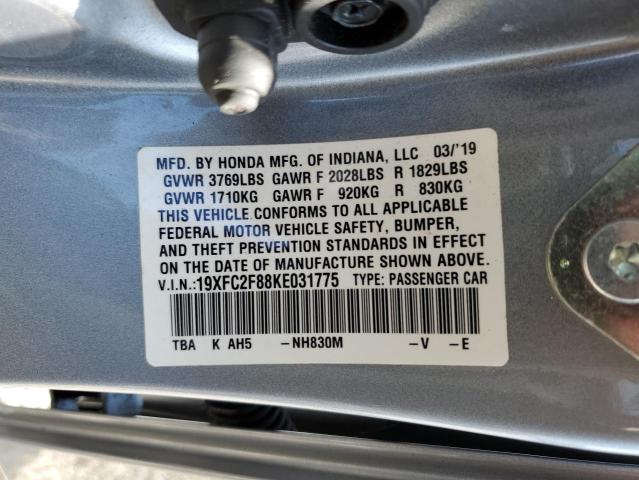 MFD. BY HONDA MFG. OF INDIANA, LLC 03/'19
GVWR 3769LBS GAWR F 2028LBS R 1829LBS
GVWR 1710KG GAWR F 920KG R 830KG
THIS VEHICLE CONFORMS TO ALL APPLICABLE
FEDERAL MOTOR VEHICLE SAFETY, BUMPER,
AND THEFT PREVENTION STANDARDS IN EFFECT
ON THE DATE OF MANUFACTURE SHOWN ABOVE.
V.I.N.:19XFC2F88KE031775 TYPE: PASSENGER CAR
TBA K AH5 -NH830M -V -E